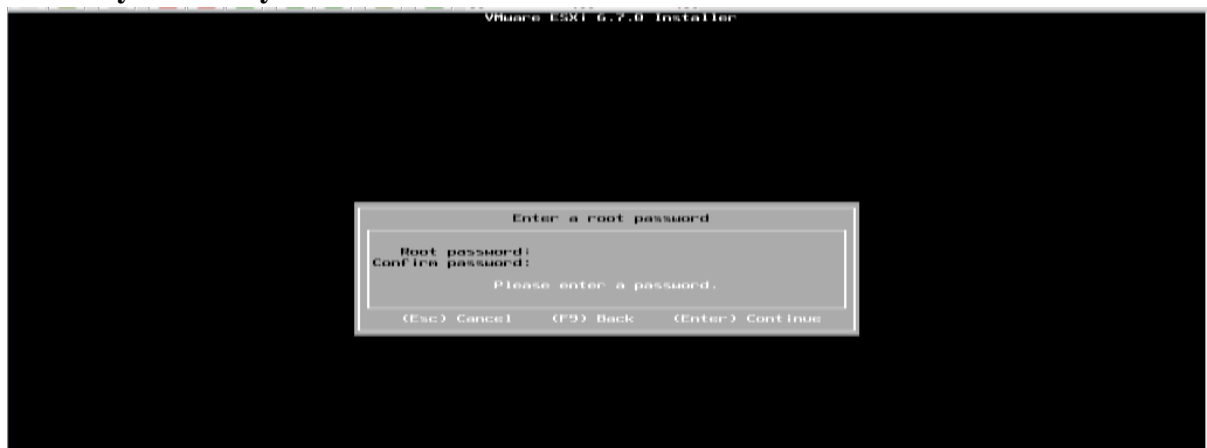 VMware ESXi 6.7.0 Installer
Enter a root password
Root password:
Confirm password:
Please enter a password.
(Esc) Cancel (F9) Back (Enter) Continue